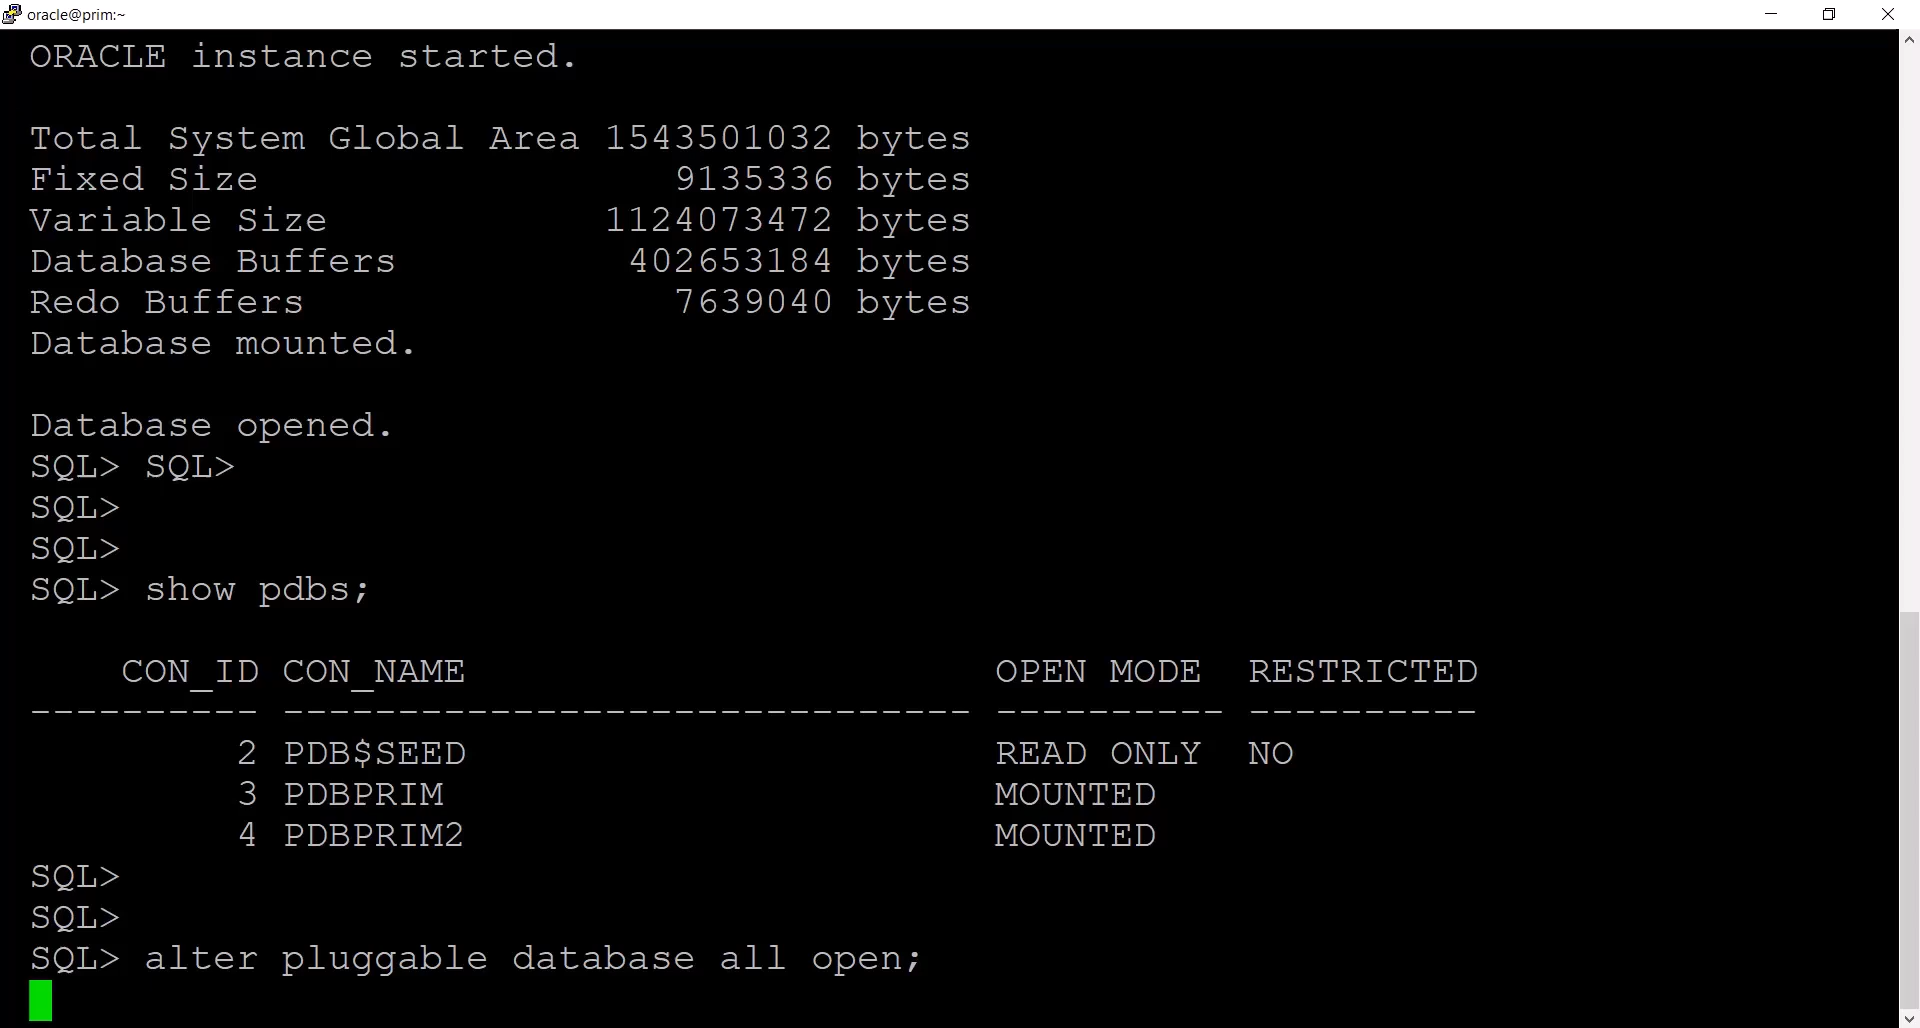 oracle@prim:~
ORACLE instance started.
Total System Global Area 1543501032 bytes
Fixed Size 9135336 bytes
Variable Size 1124073472 bytes
Database Buffers 402653184 bytes
Redo Buffers 7639040 bytes
Database mounted.
Database opened.
SQL> SQL>
SQL>
SQL>
SQL> show pdbs;
CON_ID CON_NAME OPEN MODE RESTRICTED
---------- ------------------------------ ---------- ----------
2 PDB$SEED READ ONLY NO
3 PDBPRIM MOUNTED
4 PDBPRIM2 MOUNTED
SQL>
SQL>
SQL> alter pluggable database all open;